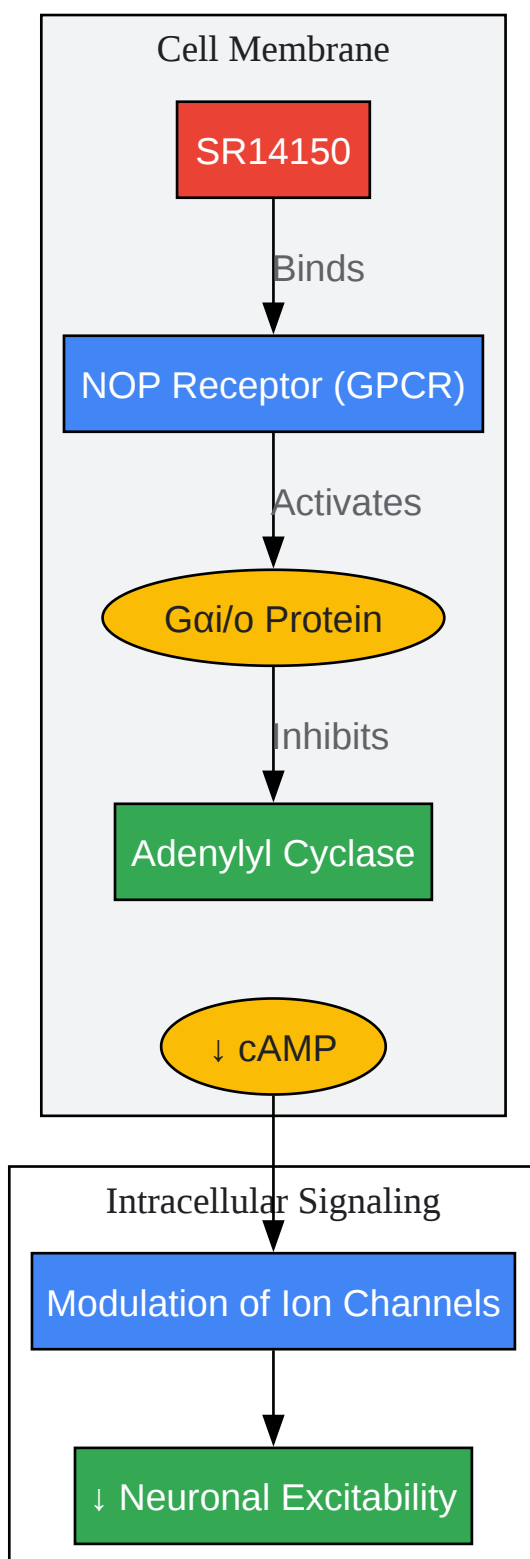 Cell Membrane
SR14150
Binds
NOP Receptor (GPCR)
Activates
Gαi/o Protein
Inhibits
Adenylyl Cyclase
↓ cAMP
Intracellular Signaling
Modulation of Ion Channels
↓ Neuronal Excitability